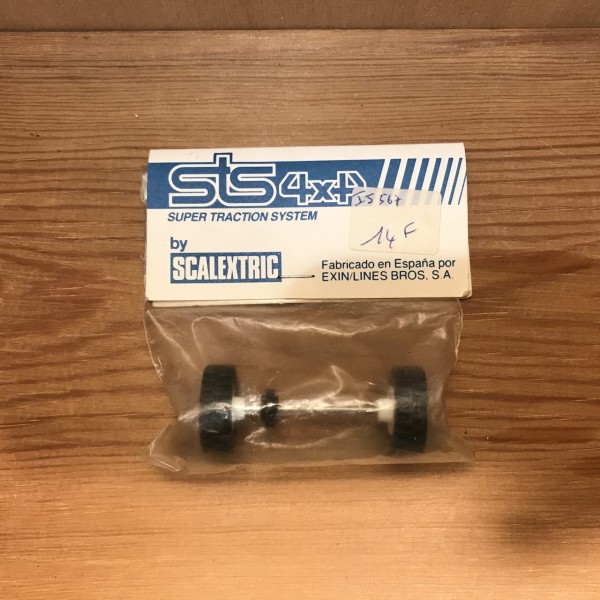 STS 4x4
SUPER TRACTION SYSTEM
by
SCALEXTRIC
14 F
Fabricado en España por
EXIN/LINES BROS. S.A.